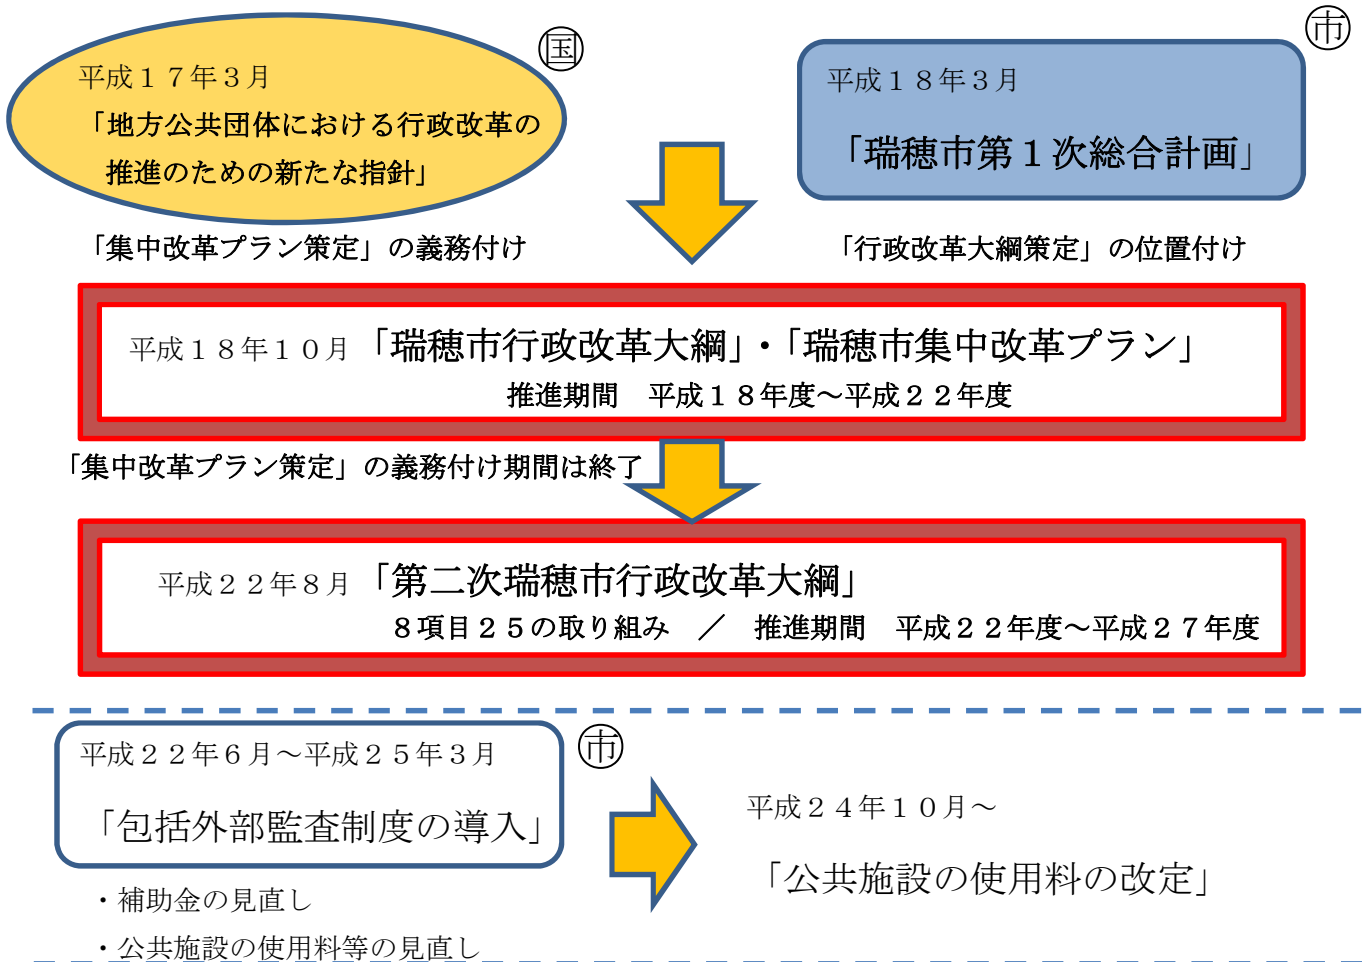 ㊩国
平成１７年３月
「地方公共団体における行政改革の
推進のための新たな指針」
市
平成１８年３月
「瑞穂市第１次総合計画」
「集中改革プラン策定」の義務付け
「行政改革大綱策定」の位置付け
平成１８年１０月「瑞穂市行政改革大綱」・「瑞穂市集中改革プラン」
推進期間　平成１８年度～平成２２年度
「集中改革プラン策定」の義務付け期間は終了
平成２２年８月「第二次瑞穂市行政改革大綱」
８項目２５の取り組み　／　推進期間　平成２２年度～平成２７年度
平成２２年６月～平成２５年３月
市
「包括外部監査制度の導入」
・補助金の見直し
・公共施設の使用料等の見直し
平成２４年１０月～
「公共施設の使用料の改定」